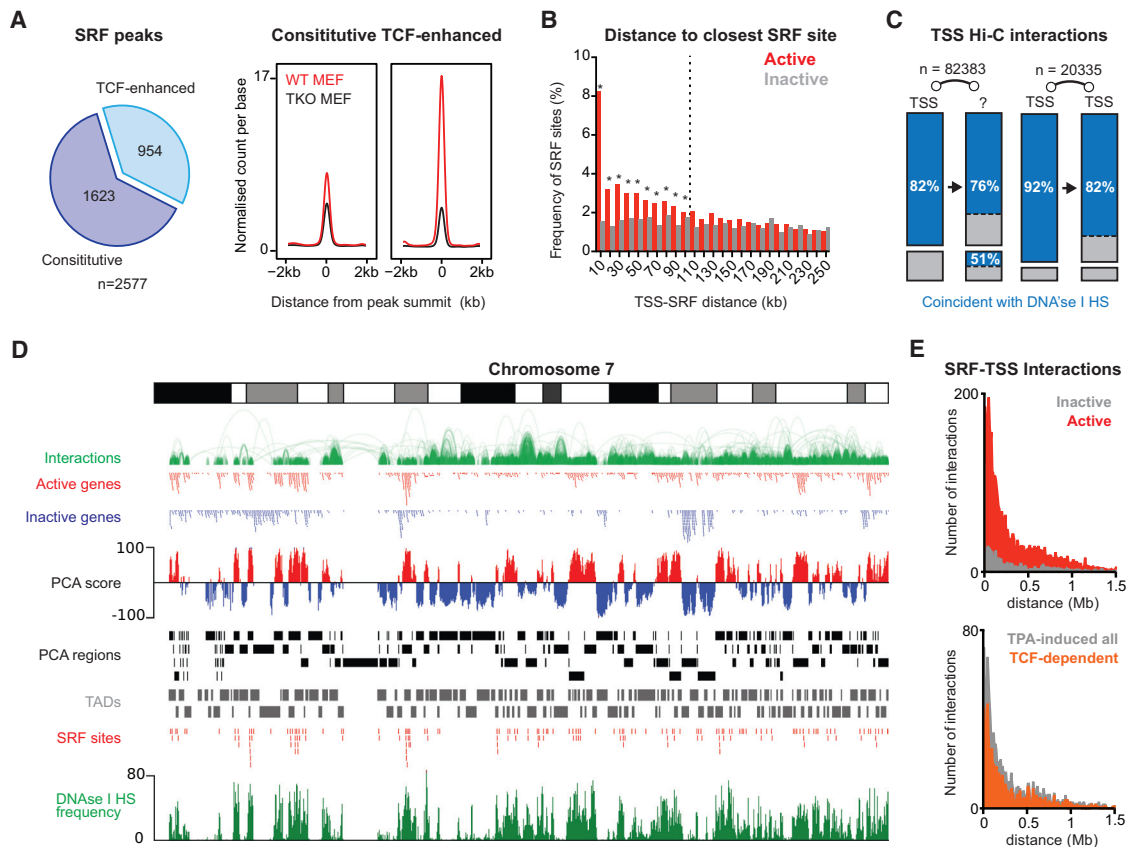 A
SRF peaks
TCF-enhanced
954
1623
Consititutive
n=2577
Consititutive TCF-enhanced
WT MEF
TKO MEF
17
0
Normalised count per base
−2kb 0 2kb −2kb 0 2kb
Distance from peak summit (kb)
B
Distance to closest SRF site
Active
Inactive
Frequency of SRF sites (%)
10
8
6
4
2
0
* * * * * * * * * *
10 30 50 70 90 110 130 150 170 190 210 230 250
TSS-SRF distance (kb)
C
TSS Hi-C interactions
n = 82383 n = 20335
TSS ? TSS TSS
82% 76% 92% 82%
51%
Coincident with DNA'se I HS
D
Chromosome 7
Interactions
Active genes
Inactive genes
100
PCA score
-100
PCA regions
TADs
SRF sites
80
DNAse I HS
frequency
0
E
SRF-TSS Interactions
200
Inactive
Active
Number of interactions
0
0 0.5 1 1.5
distance (Mb)
80
TPA-induced all
TCF-dependent
Number of interactions
0
0 0.5 1 1.5
distance (Mb)